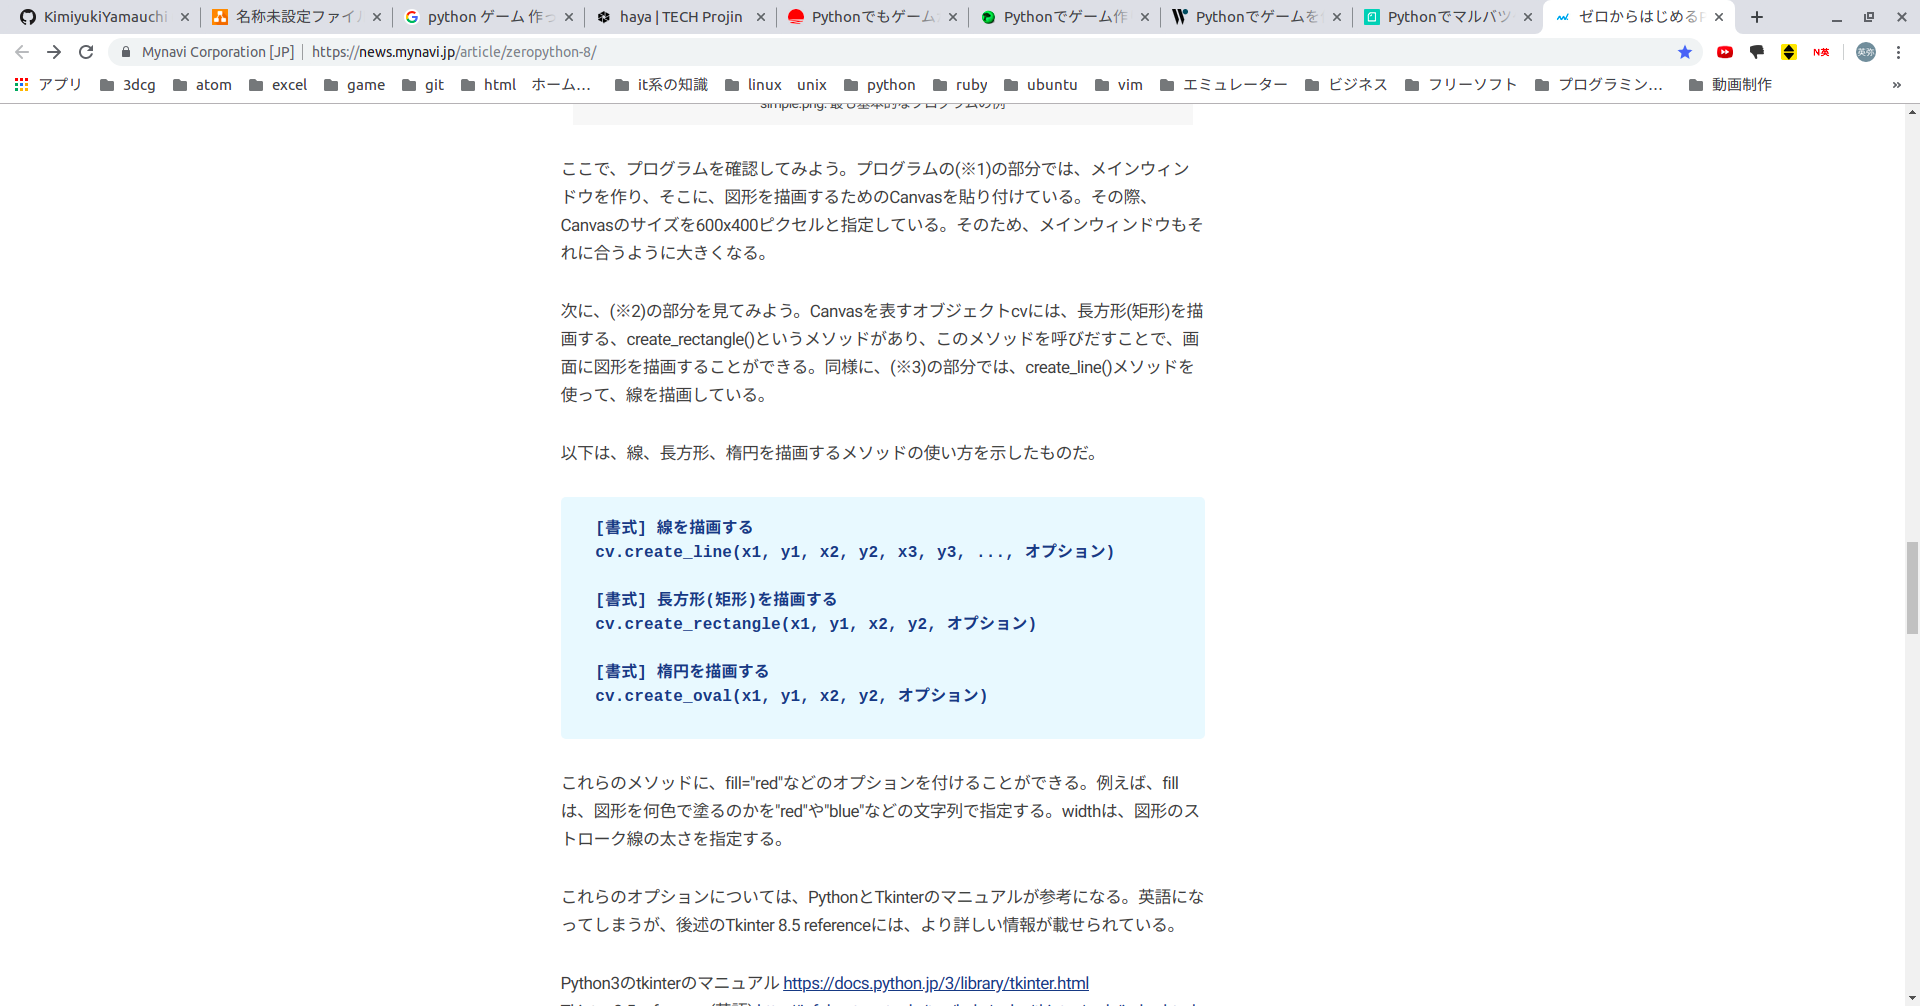 KimiyukiYamauchi
名称未設定ファイル
python ゲーム 作っ
haya | TECH Projin
Pythonでもゲーム
Pythonでゲーム作
Pythonでゲームを
Pythonでマルバツ
ゼロからはじめるP
Mynavi Corporation [JP] https://news.mynavi.jp/article/zeropython-8/
N英 英弥
アプリ 3dcg atom excel game git html ホーム… it系の知識 linux unix python ruby ubuntu vim エミュレーター ビジネス フリーソフト プログラミン… 動画制作 »
simple.png: 最も基本的なプログラムの例
ここで、プログラムを確認してみよう。プログラムの(※1)の部分では、メインウィン
ドウを作り、そこに、図形を描画するためのCanvasを貼り付けている。その際、
Canvasのサイズを600x400ピクセルと指定している。そのため、メインウィンドウもそ
れに合うように大きくなる。
次に、(※2)の部分を見てみよう。Canvasを表すオブジェクトcvには、長方形(矩形)を描
画する、create_rectangle()というメソッドがあり、このメソッドを呼びだすことで、画
面に図形を描画することができる。同様に、(※3)の部分では、create_line()メソッドを
使って、線を描画している。
以下は、線、長方形、楕円を描画するメソッドの使い方を示したものだ。
[書式] 線を描画する
cv.create_line(x1, y1, x2, y2, x3, y3, ..., オプション)
[書式] 長方形(矩形)を描画する
cv.create_rectangle(x1, y1, x2, y2, オプション)
[書式] 楕円を描画する
cv.create_oval(x1, y1, x2, y2, オプション)
これらのメソッドに、fill="red"などのオプションを付けることができる。例えば、fill
は、図形を何色で塗るのかを"red"や"blue"などの文字列で指定する。widthは、図形のス
トローク線の太さを指定する。
これらのオプションについては、PythonとTkinterのマニュアルが参考になる。英語にな
ってしまうが、後述のTkinter 8.5 referenceには、より詳しい情報が載せられている。
Python3のtkinterのマニュアル https://docs.python.jp/3/library/tkinter.html